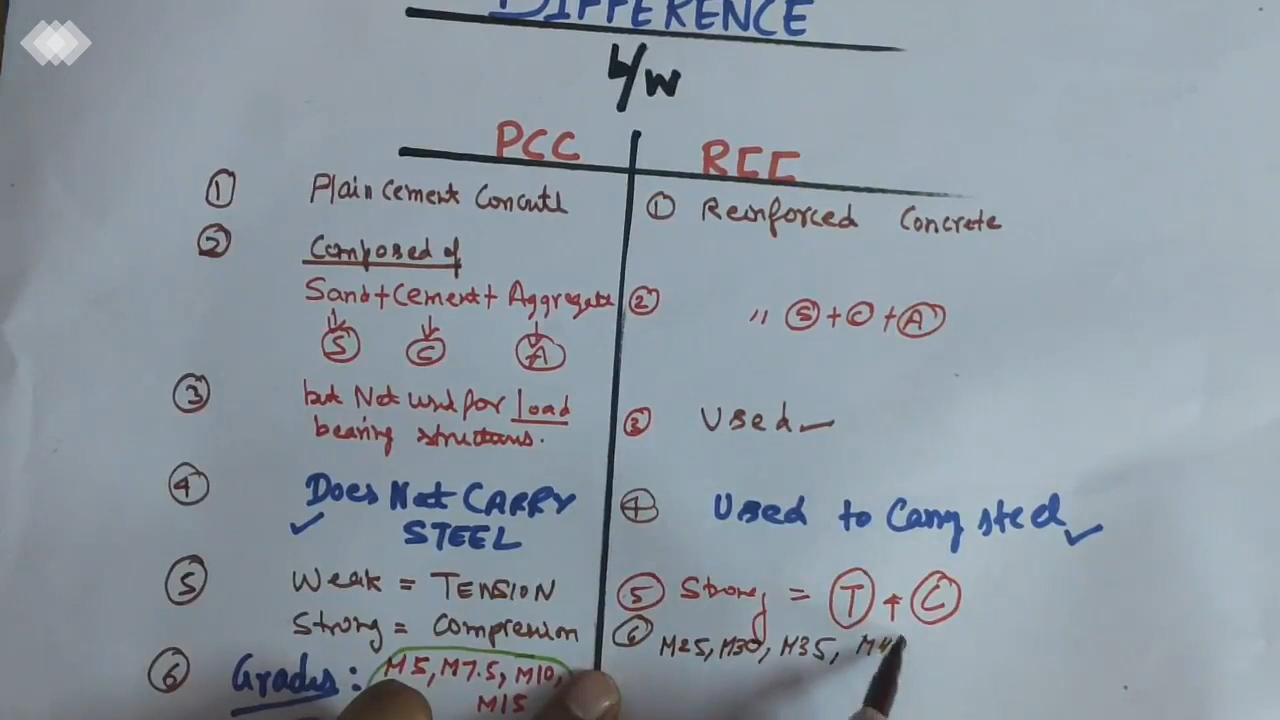 DIFFERENCE
b/w
PCC
RCC
① Plain Cement Concrete
① Reinforced Concrete
② Composed of
Sand + Cement + Aggregate
S C A
② " S + C + A
③ but Not used for load
bearing structures.
③ Used
④ Does Not CARRY
STEEL
④ Used to Carry steel
⑤ Weak = TENSION
Strong = Compression
⑤ Strong = T + C
⑥ Grades: M5, M7.5, M10,
M15
⑥ M25, M30, M35, M4